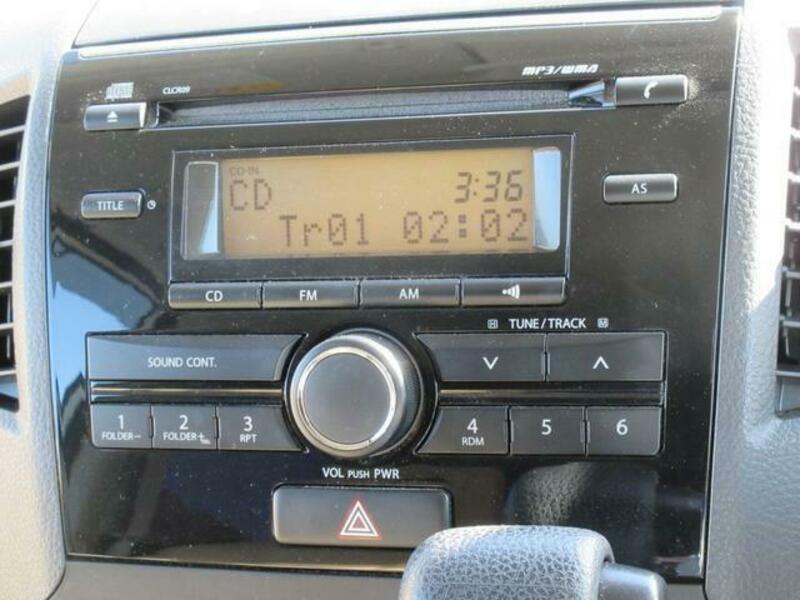 CLCR09
MP3/WMA
CD-IN
CD 3:36
Tr01 02:02
TITLE
AS
CD FM AM
TUNE/TRACK
SOUND CONT.
1 2 3 4 5 6
FOLDER− FOLDER+ RPT RDM
VOL PUSH PWR